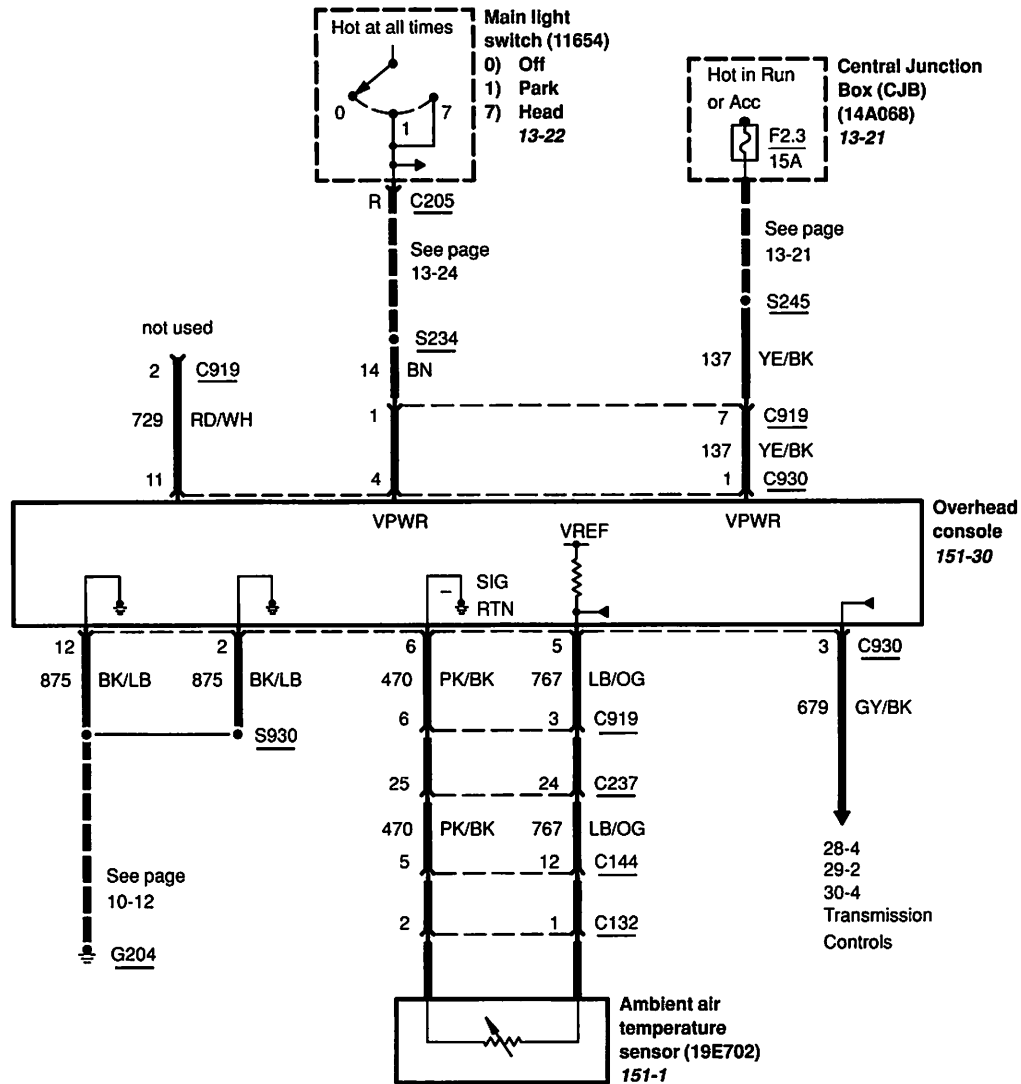 Hot at all times
0
1
7
Main light
switch (11654)
0) Off
1) Park
7) Head
13-22
Hot in Run
or Acc
F2.3
15A
Central Junction
Box (CJB)
(14A068)
13-21
R C205
See page
13-24
See page
13-21
S245
S234
not used
2 C919
14 BN
137 YE/BK
729 RD/WH
1
7 C919
137 YE/BK
11
4
1 C930
VPWR
VPWR
VREF
Overhead
console
151-30
– SIG
RTN
12
2
6
5
3 C930
875 BK/LB
875 BK/LB
470 PK/BK
767 LB/OG
679 GY/BK
6
3 C919
S930
25
24 C237
470 PK/BK
767 LB/OG
5
12 C144
2
1 C132
See page
10-12
G204
28-4
29-2
30-4
Transmission
Controls
Ambient air
temperature
sensor (19E702)
151-1